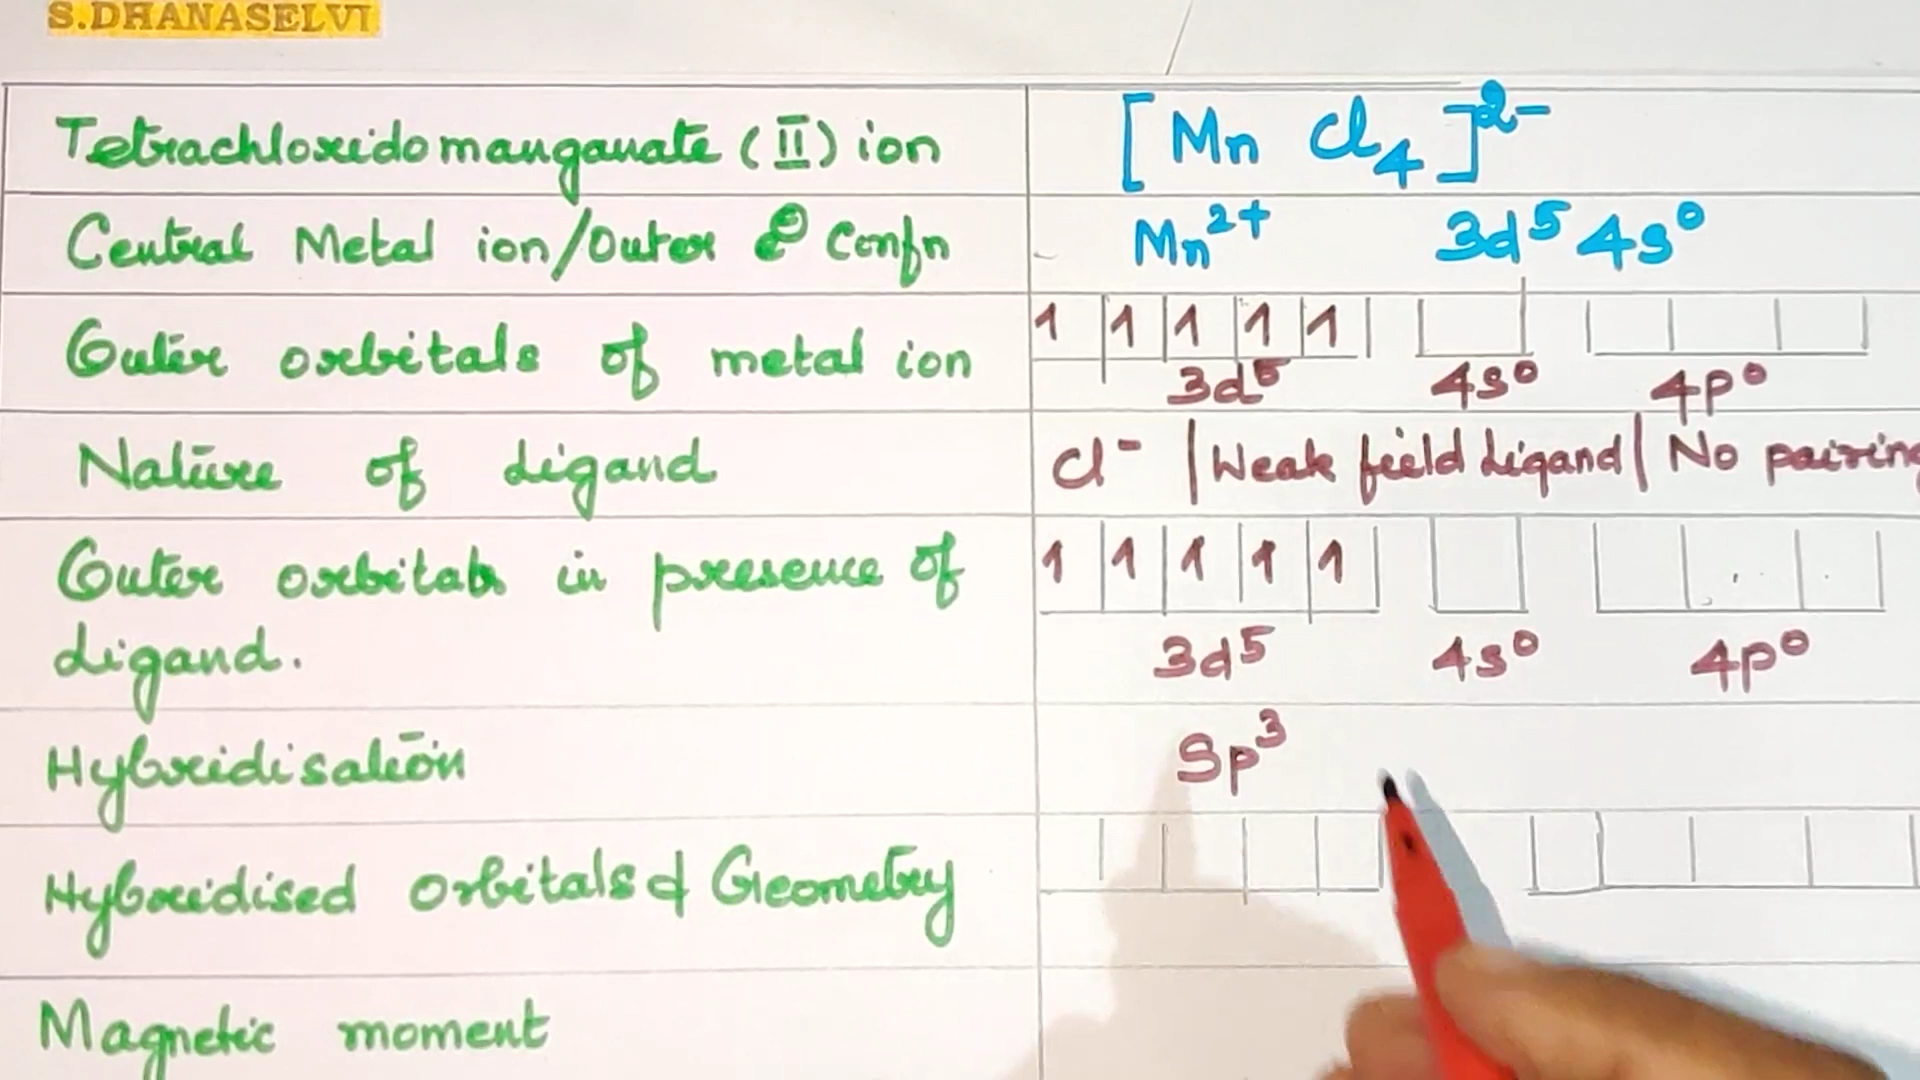 S.DHANASELVI
Tetrachloridomanganate (II) ion [Mn Cl4]2-
Central Metal ion/Outer e⊖ Confn Mn2+ 3d5 4s0
Outer orbitals of metal ion 1 1 1 1 1
3d5 4s0 4p0
Nature of Ligand Cl- | Weak field Ligand | No pairing
Outer orbitals in presence of 1 1 1 1 1
Ligand. 3d5 4s0 4p0
Hybridisation Sp3
Hybridised Orbitals & Geometry
Magnetic moment